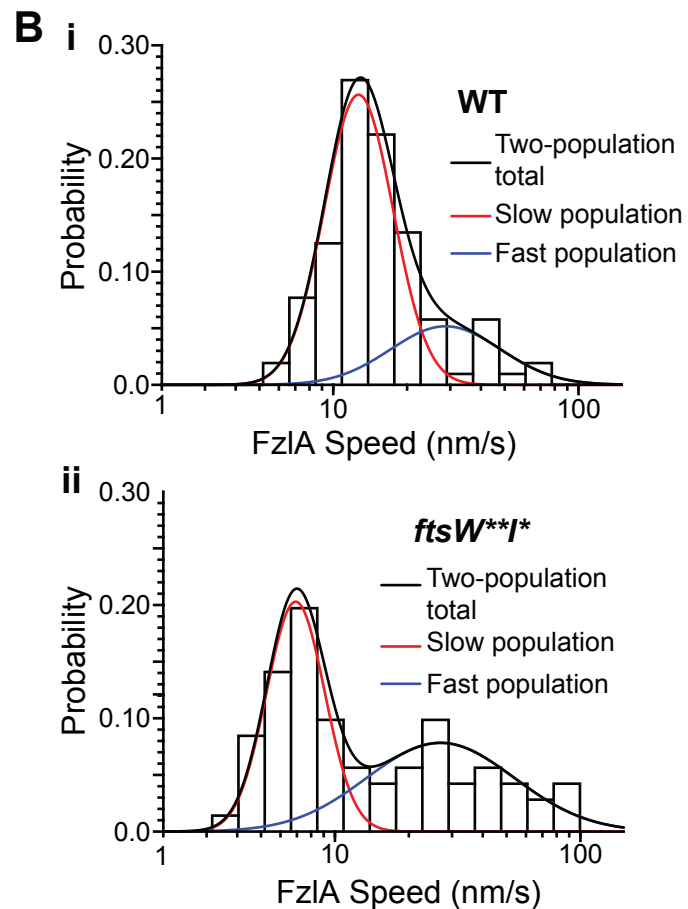 B i
0.30
0.20
0.10
0.0
Probability
WT
Two-population
total
Slow population
Fast population
1 10 100
FzlA Speed (nm/s)
ii
0.30
0.20
0.10
0.0
Probability
ftsW**I*
Two-population
total
Slow population
Fast population
1 10 100
FzlA Speed (nm/s)